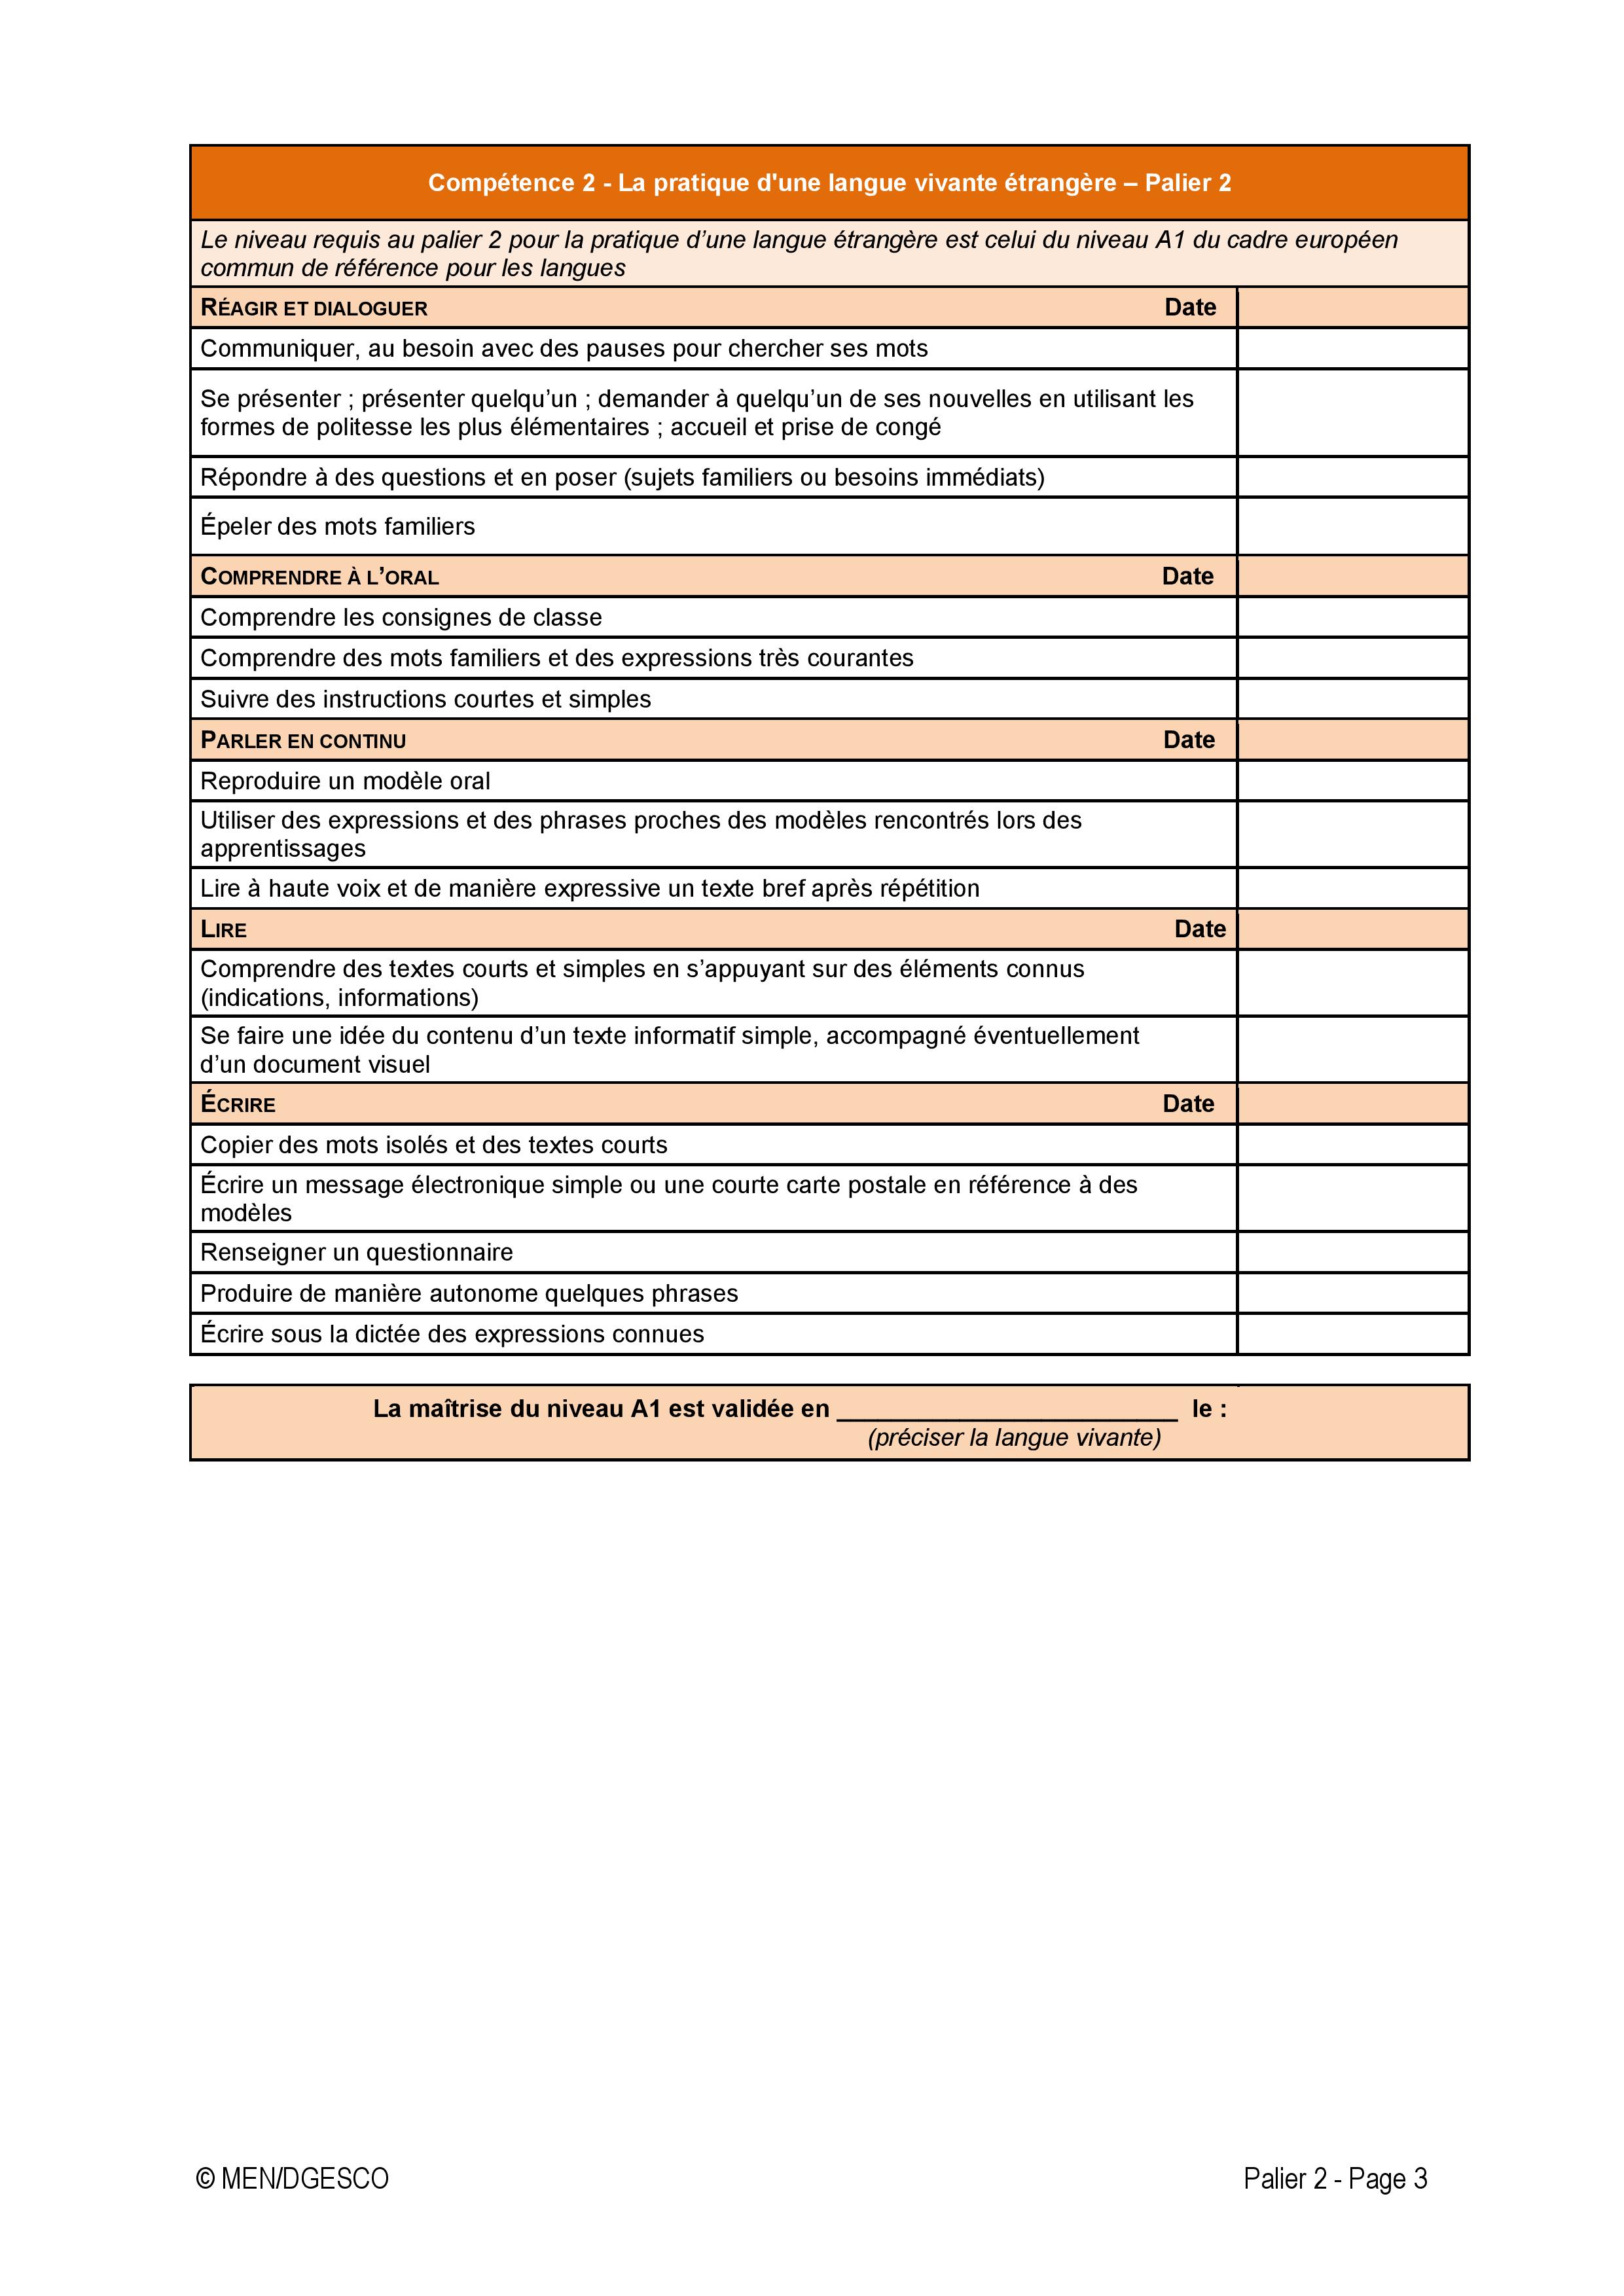 Compétence 2 - La pratique d'une langue vivante étrangère – Palier 2
Le niveau requis au palier 2 pour la pratique d’une langue étrangère est celui du niveau A1 du cadre européen
commun de référence pour les langues
RÉAGIR ET DIALOGUER Date
Communiquer, au besoin avec des pauses pour chercher ses mots
Se présenter ; présenter quelqu’un ; demander à quelqu’un de ses nouvelles en utilisant les
formes de politesse les plus élémentaires ; accueil et prise de congé
Répondre à des questions et en poser (sujets familiers ou besoins immédiats)
Épeler des mots familiers
COMPRENDRE À L’ORAL Date
Comprendre les consignes de classe
Comprendre des mots familiers et des expressions très courantes
Suivre des instructions courtes et simples
PARLER EN CONTINU Date
Reproduire un modèle oral
Utiliser des expressions et des phrases proches des modèles rencontrés lors des
apprentissages
Lire à haute voix et de manière expressive un texte bref après répétition
LIRE Date
Comprendre des textes courts et simples en s’appuyant sur des éléments connus
(indications, informations)
Se faire une idée du contenu d’un texte informatif simple, accompagné éventuellement
d’un document visuel
ÉCRIRE Date
Copier des mots isolés et des textes courts
Écrire un message électronique simple ou une courte carte postale en référence à des
modèles
Renseigner un questionnaire
Produire de manière autonome quelques phrases
Écrire sous la dictée des expressions connues
La maîtrise du niveau A1 est validée en _________________________ le :
(préciser la langue vivante)
© MEN/DGESCO Palier 2 - Page 3